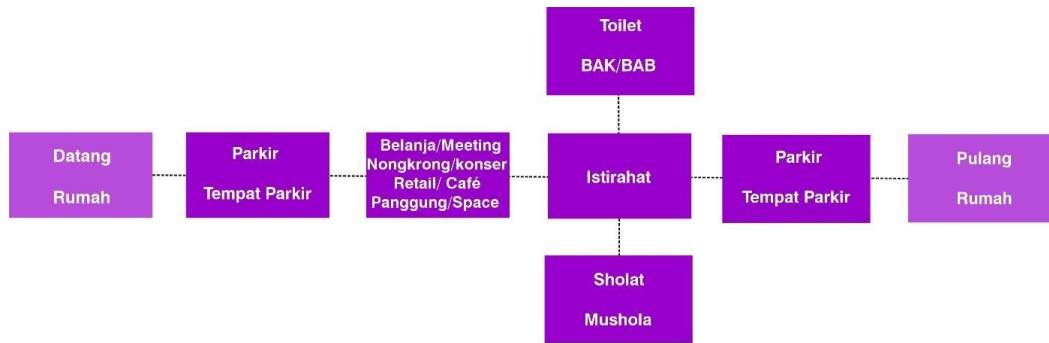 Toilet
BAK/BAB
Datang
Rumah
Parkir
Tempat Parkir
Belanja/Meeting
Nongkrong/konser
Retail/ Café
Panggung/Space
Istirahat
Parkir
Tempat Parkir
Pulang
Rumah
Sholat
Mushola